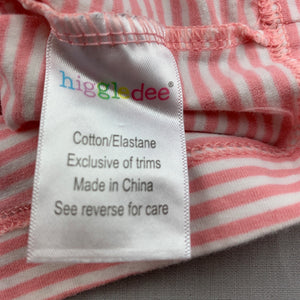 higgledee®
Cotton/Elastane
Exclusive of trims
Made in China
See reverse for care